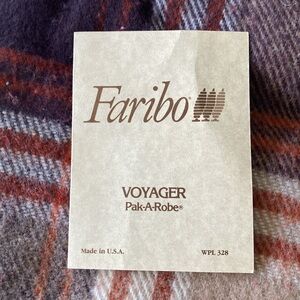 Faribo®
VOYAGER
Pak-A-Robe®
Made in U.S.A. WPL 328